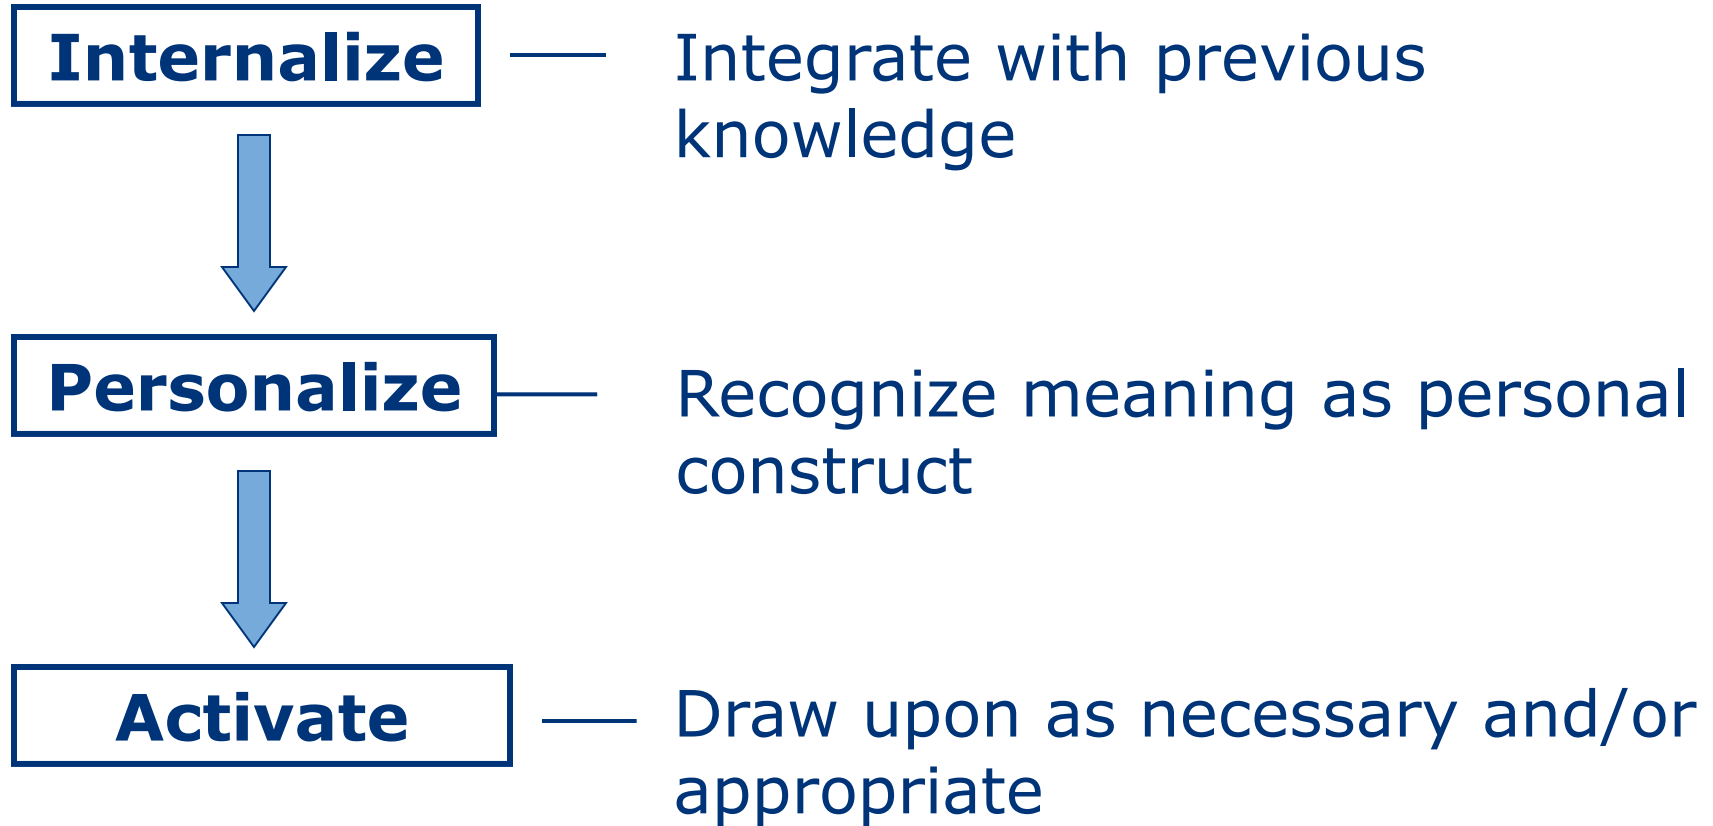 Internalize
Integrate with previous
knowledge
Personalize
Recognize meaning as personal
construct
Activate
Draw upon as necessary and/or
appropriate